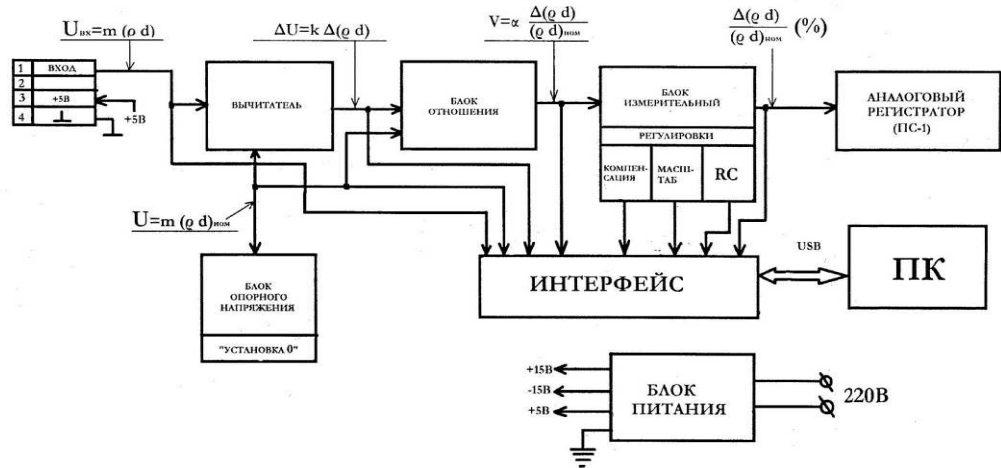 Uвх=m (ϱ d)
ΔU=k Δ(ϱ d)
V=α Δ(ϱ d)
(ϱ d)ном
Δ(ϱ d)
(ϱ d)ном
(%)
1 ВХОД
2
3 +5В
4
+5В
ВЫЧИТАТЕЛЬ
БЛОК
ОТНОШЕНИЯ
БЛОК
ИЗМЕРИТЕЛЬНЫЙ
РЕГУЛИРОВКИ
КОМПЕН-
САЦИЯ
МАСШ-
ТАБ
RC
АНАЛОГОВЫЙ
РЕГИСТРАТОР
(ПС-1)
U=m (ϱ d)ном
БЛОК
ОПОРНОГО
НАПРЯЖЕНИЯ
"УСТАНОВКА 0"
ИНТЕРФЕЙС
USB
ПК
+15В
-15В
+5В
БЛОК
ПИТАНИЯ
220В